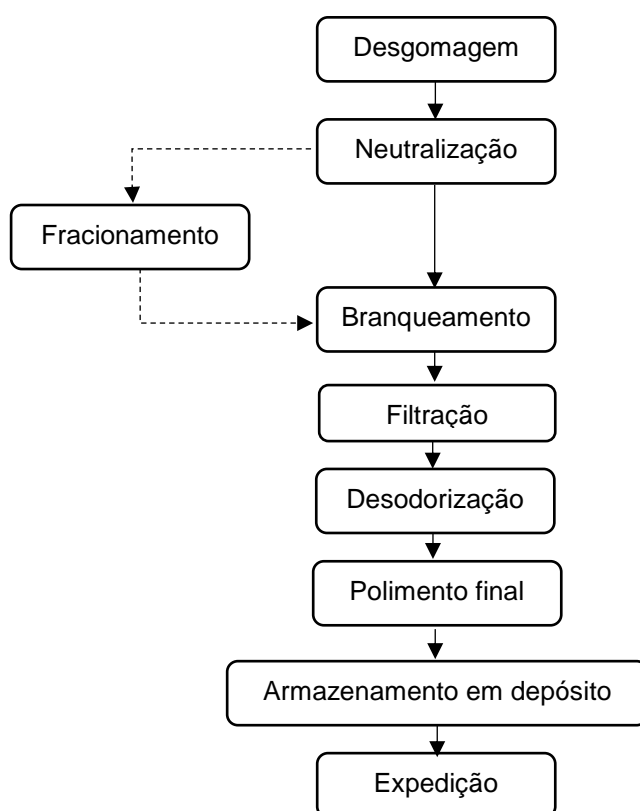 Desgomagem
Neutralização
Fracionamento
Branqueamento
Filtração
Desodorização
Polimento final
Armazenamento em depósito
Expedição